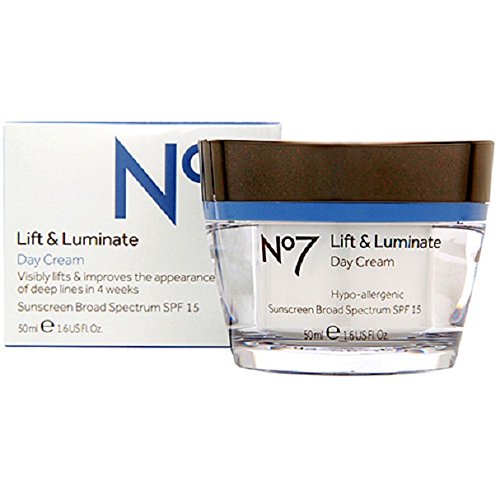 Nº
Lift & Luminate
Day Cream
Visibly lifts & improves the appearance
of deep lines in 4 weeks
Sunscreen Broad Spectrum SPF 15
50ml ℮ 1.6 US Fl. Oz.
Nº7 Lift & Luminate
Day Cream
Hypo-allergenic
Sunscreen Broad Spectrum SPF 15
50ml ℮ 1.6 US Fl. Oz.